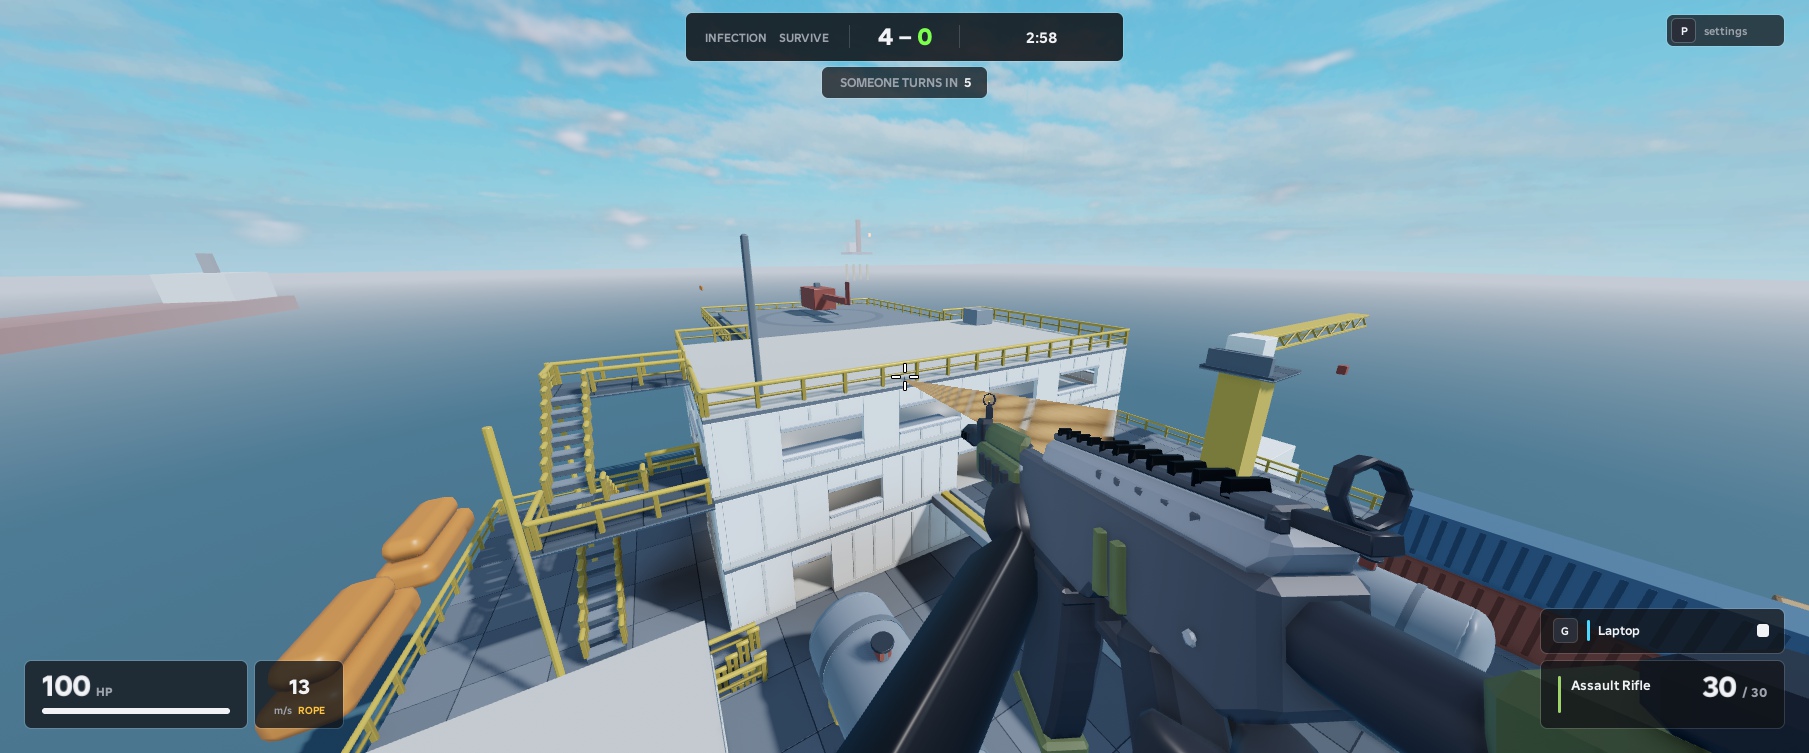 INFECTION SURVIVE 4 – 0 2:58
P settings
SOMEONE TURNS IN 5
G Laptop
100 HP
13
m/s ROPE
Assault Rifle 30 / 30